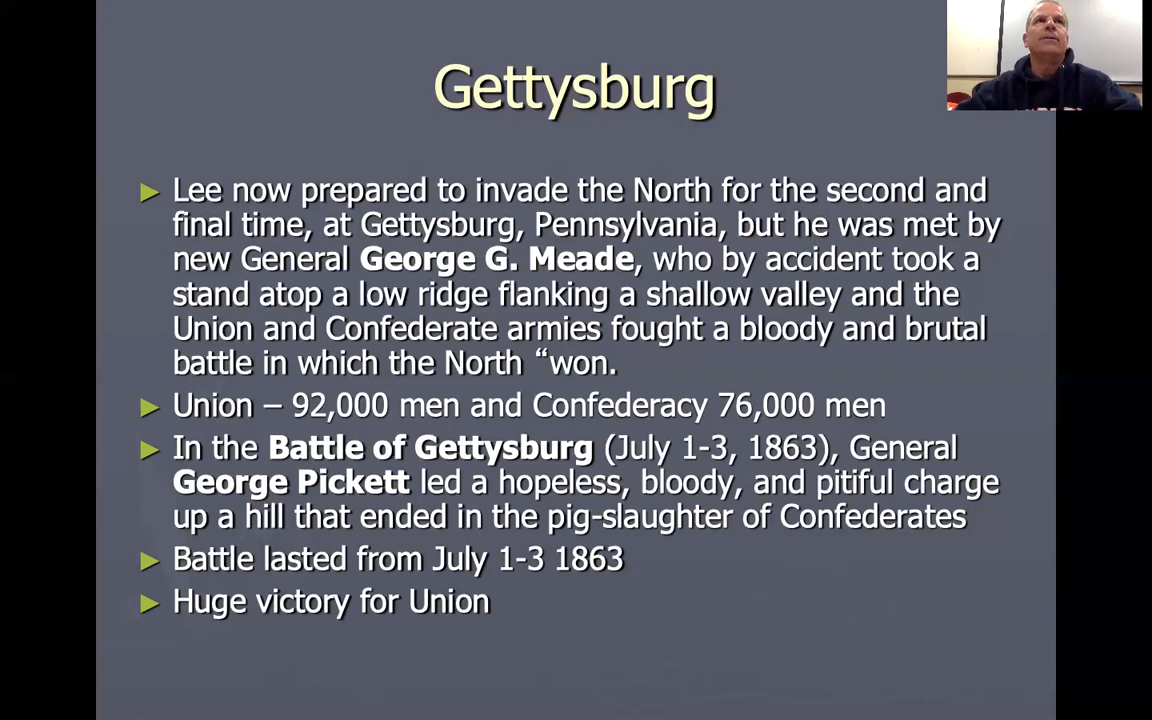 Gettysburg
► Lee now prepared to invade the North for the second and
final time, at Gettysburg, Pennsylvania, but he was met by
new General George G. Meade, who by accident took a
stand atop a low ridge flanking a shallow valley and the
Union and Confederate armies fought a bloody and brutal
battle in which the North “won.
► Union – 92,000 men and Confederacy 76,000 men
► In the Battle of Gettysburg (July 1-3, 1863), General
George Pickett led a hopeless, bloody, and pitiful charge
up a hill that ended in the pig-slaughter of Confederates
► Battle lasted from July 1-3 1863
► Huge victory for Union